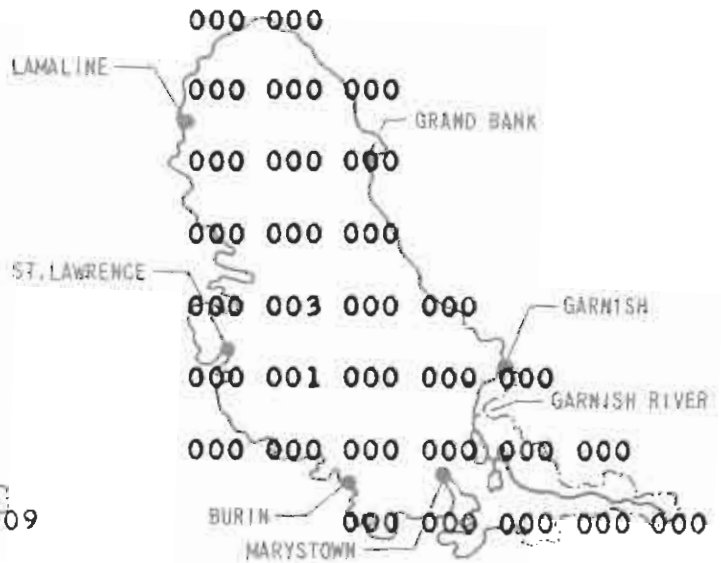 000 000
LAMALINE
000 000 000
GRAND BANK
000 000 000
000 000 000
ST. LAWRENCE
000 003 000 000
GARNISH
000 001 000 000 000
GARNISH RIVER
000 000 000 000 000 000
09
BURIN
000 000 000 000 000
MARYSTOWN